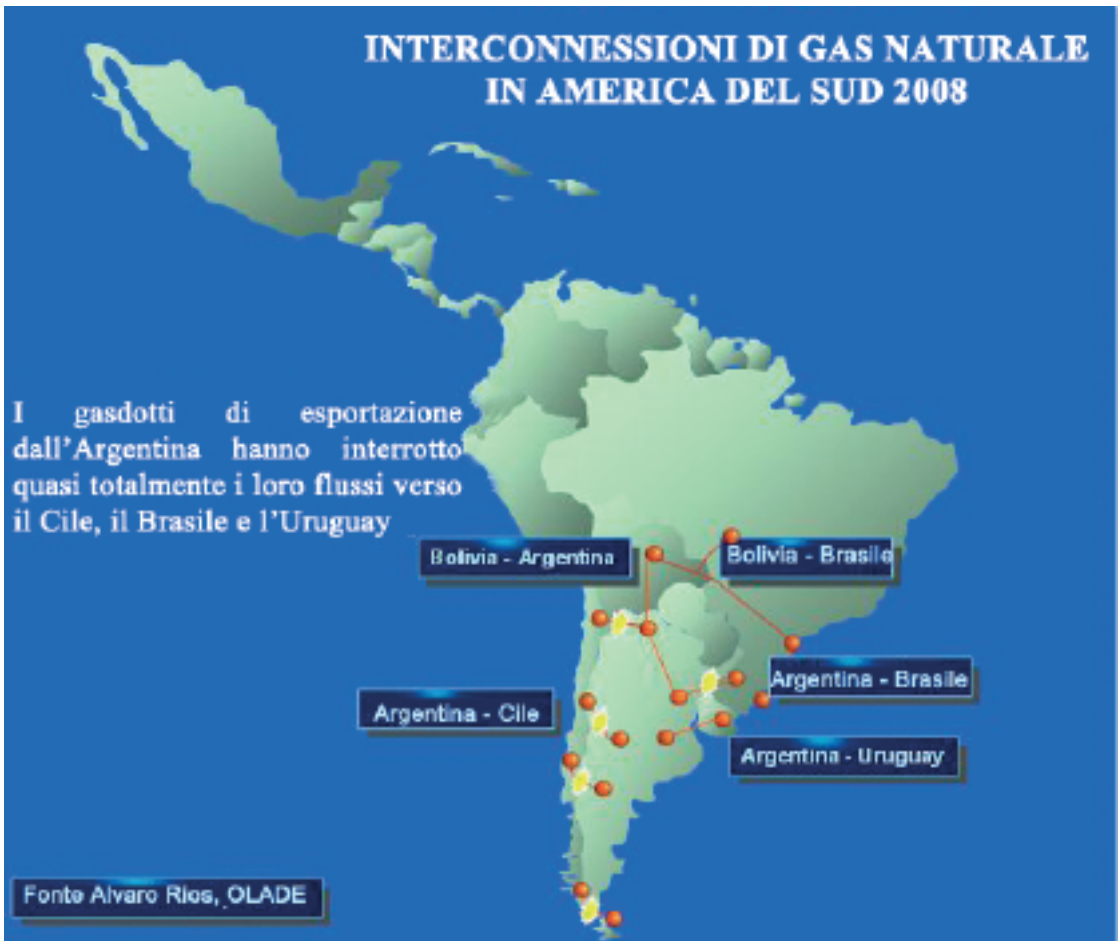 INTERCONNESSIONI DI GAS NATURALE
IN AMERICA DEL SUD 2008
I gasdotti di esportazione
dall’Argentina hanno interrotto
quasi totalmente i loro flussi verso
il Cile, il Brasile e l’Uruguay
Bolivia - Argentina
Bolivia - Brasile
Argentina - Brasile
Argentina - Cile
Argentina - Uruguay
Fonte Alvaro Rios, OLADE